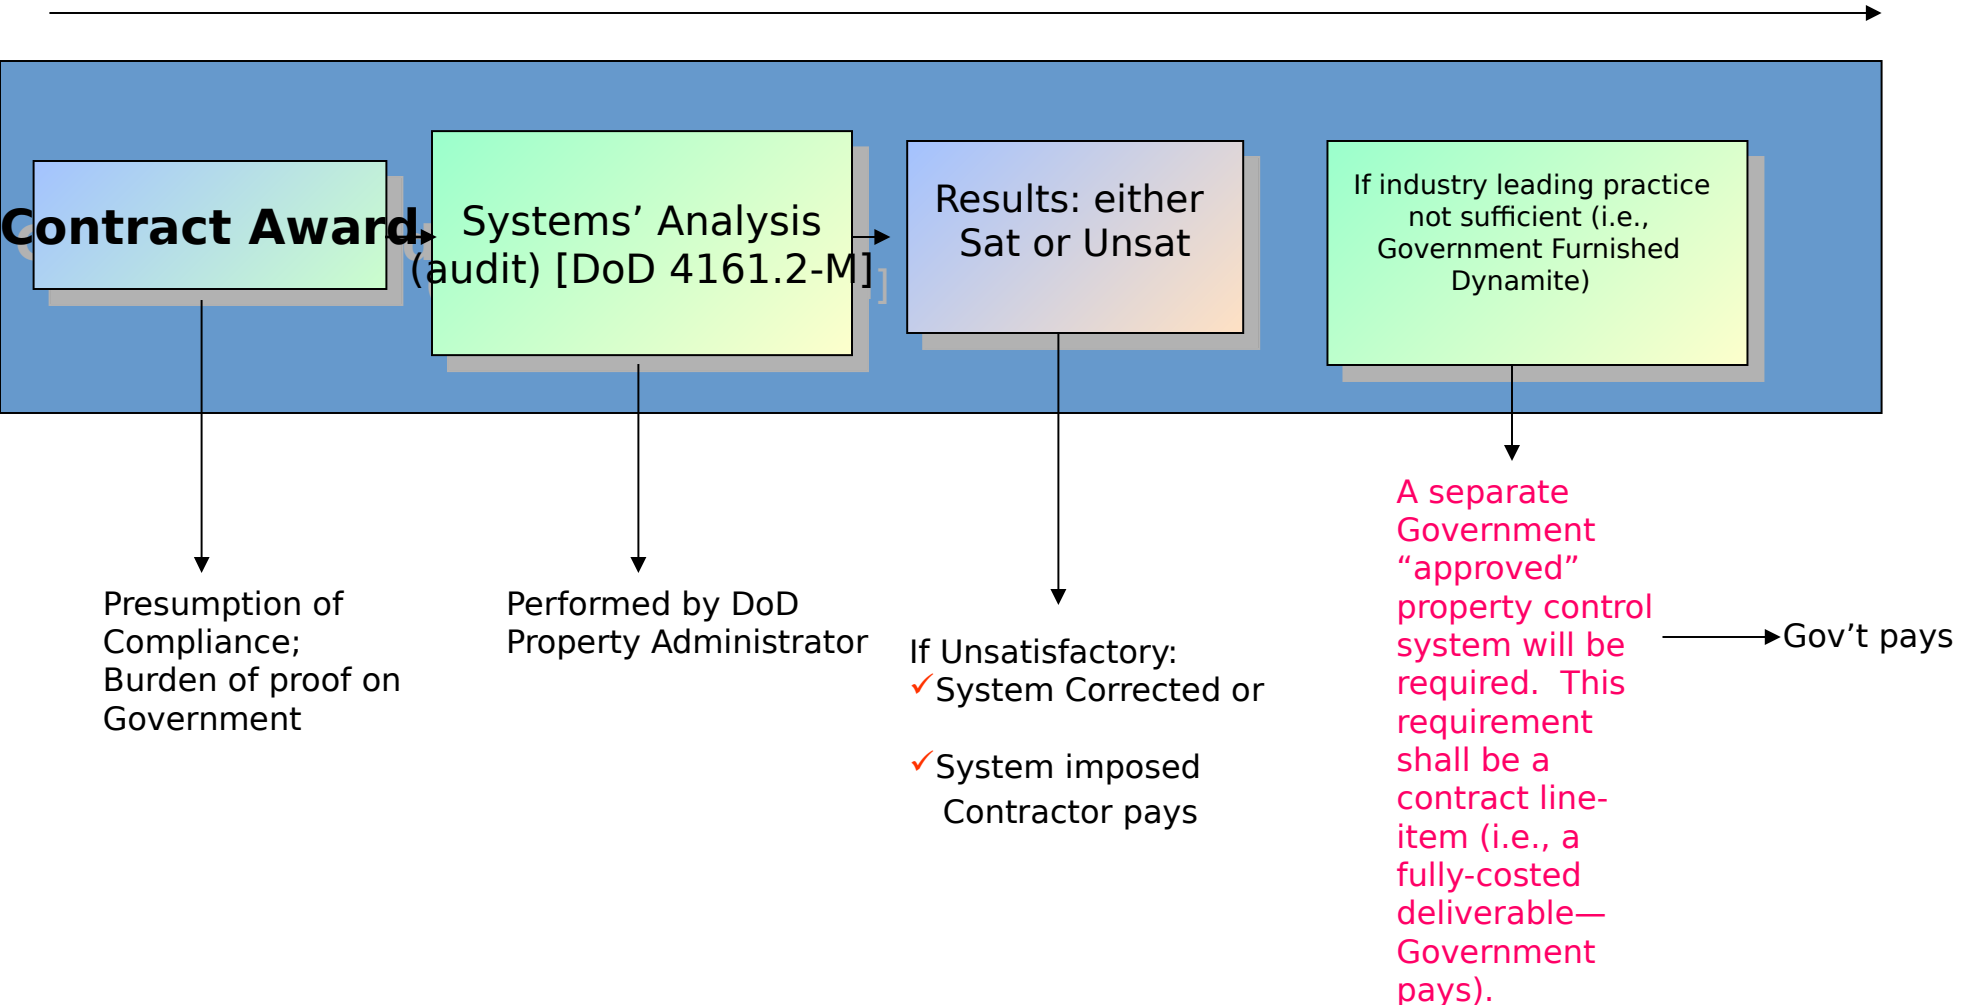 Contract Award
Systems’ Analysis
(audit) [DoD 4161.2-M]
Results: either
Sat or Unsat
If industry leading practice
not sufficient (i.e.,
Government Furnished
Dynamite)
Presumption of
Compliance;
Burden of proof on
Government
Performed by DoD
Property Administrator
If Unsatisfactory:
✓System Corrected or
✓System imposed
Contractor pays
A separate
Government
“approved”
property control
system will be
required.  This
requirement
shall be a
contract line-
item (i.e., a
fully-costed
deliverable—
Government
pays).
Gov’t pays